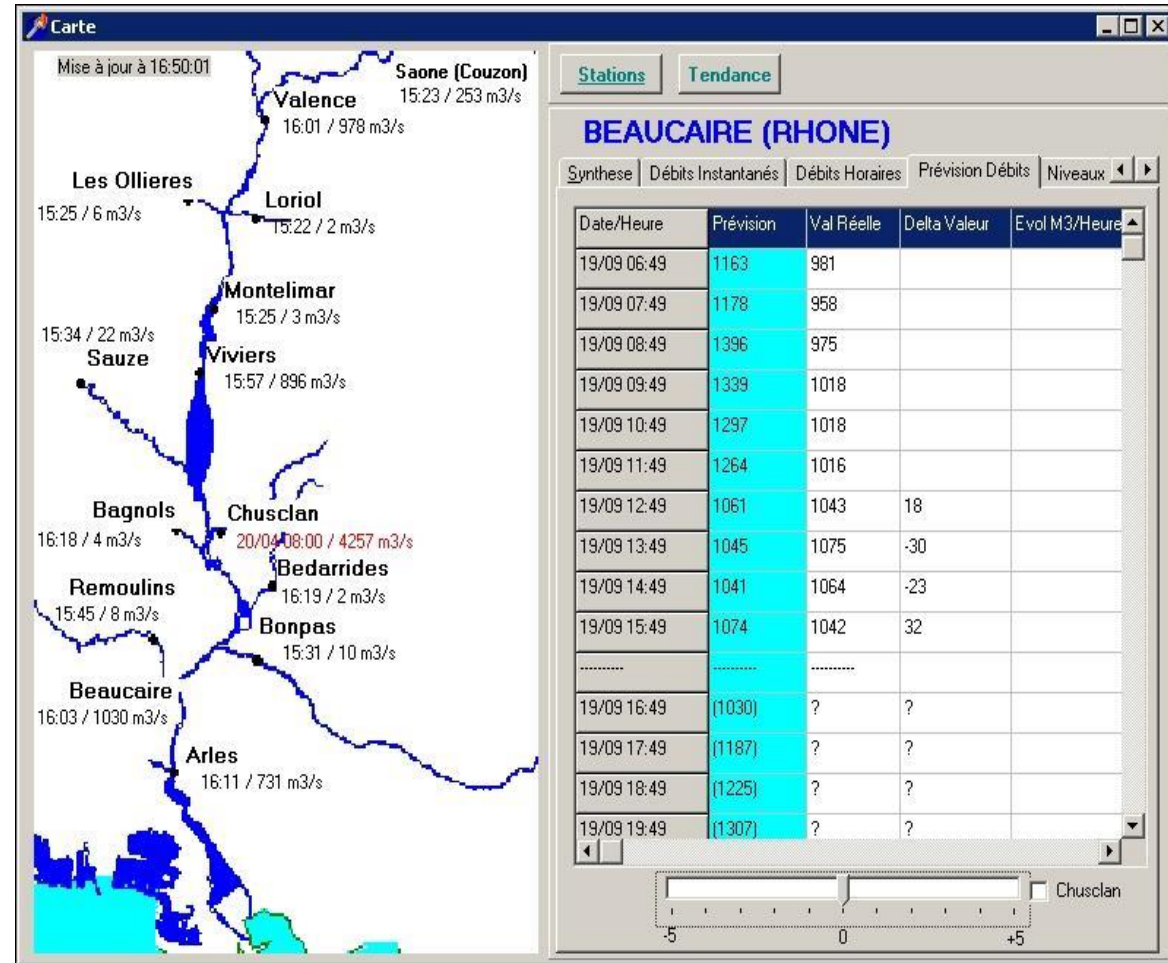 Carte
Mise à jour à 16:50:01
Saone (Couzon)
15:23 / 253 m3/s
Valence
16:01 / 978 m3/s
Les Ollieres
15:25 / 6 m3/s
Loriol
15:22 / 2 m3/s
Montelimar
15:25 / 3 m3/s
15:34 / 22 m3/s
Sauze
Viviers
15:57 / 896 m3/s
Bagnols
16:18 / 4 m3/s
Chusclan
20/04 08:00 / 4257 m3/s
Bedarrides
16:19 / 2 m3/s
Remoulins
15:45 / 8 m3/s
Bonpas
15:31 / 10 m3/s
Beaucaire
16:03 / 1030 m3/s
Arles
16:11 / 731 m3/s
Stations Tendance
BEAUCAIRE (RHONE)
Synthese Débits Instantanés Débits Horaires Prévision Débits Niveaux
Date/Heure Prévision Val Réelle Delta Valeur Evol M3/Heure
19/09 06:49 1163 981
19/09 07:49 1178 958
19/09 08:49 1396 975
19/09 09:49 1339 1018
19/09 10:49 1297 1018
19/09 11:49 1264 1016
19/09 12:49 1061 1043 18
19/09 13:49 1045 1075 -30
19/09 14:49 1041 1064 -23
19/09 15:49 1074 1042 32
--------- ---------- ----------
19/09 16:49 (1030) ? ?
19/09 17:49 (1187) ? ?
19/09 18:49 (1225) ? ?
19/09 19:49 (1307) ? ?
Chusclan
-5 0 +5